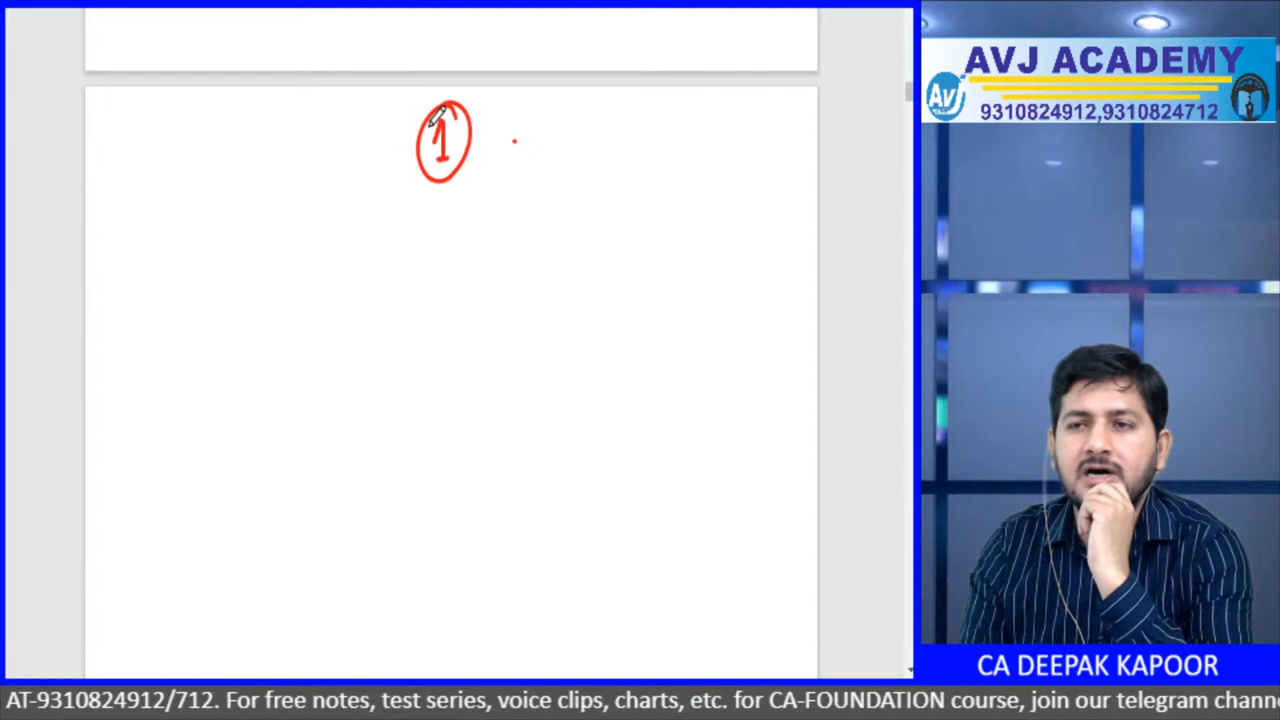 1
AVJ ACADEMY
AV
9310824912,9310824712
CA DEEPAK KAPOOR
AT-9310824912/712. For free notes, test series, voice clips, charts, etc. for CA-FOUNDATION course, join our telegram chann